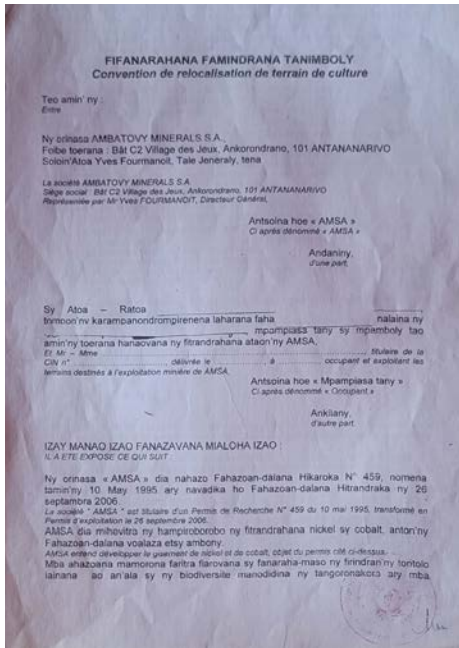 FIFANARAHANA FAMINDRANA TANIMBOLY
Convention de relocalisation de terrain de culture
Teo amin' ny :
Entre
Ny orinasa AMBATOVY MINERALS S.A.,
Foibe toerana : Bât C2 Village des Jeux, Ankorondrano, 101 ANTANANARIVO
Soloin'Atoa Yves Fourmanoit, Tale Jeneraly, tena
La société AMBATOVY MINERALS S.A
Siège social : Bât C2 Village des Jeux, Ankorondrano, 101 ANTANANARIVO
Représentée par Mr Yves FOURMANOIT, Directeur Général,
Antsoina hoe « AMSA »
Ci après dénommé « AMSA »
Andaniny,
d'une part,
Sy Atoa – Ratoa
tompon'ny karampanondrompirenena laharana faha nalaina ny
, mpampiasa tany sy mpamboly tao
amin'ny toerana hanaovana ny fitrandrahana ataon'ny AMSA,
Et Mr – Mme titulaire de la
CIN n° délivrée le à occupant et exploitant les
terrains destinés à l'exploitation minière de AMSA.
Antsoina hoe « Mpampiasa tany »
Ci après dénommé « Occupant »
Ankilany,
d'autre part
IZAY MANAO IZAO FANAZAVANA MIALOHA IZAO :
IL A ETE EXPOSE CE QUI SUIT :
Ny orinasa «AMSA» dia nahazo Fahazoan-dalana Hikaroka N° 459, nomena
tamin'ny 10 May 1995 ary navadika ho Fahazoan-dalana Hitrandraka ny 26
septambra 2006.
La société " AMSA " est titulaire d'un Permis de Recherche N° 459 du 10 mai 1995, transformé en
Permis d'exploitation le 26 septembre 2006.
AMSA dia mihovitra ny hampiroborobo ny fitrandrahana nickel sy cobalt, anton'ny
Fahazoan-dalana voalaza etsy ambony.
AMSA entend développer le gisement de nickel et de cobalt, objet du permis cité ci-dessus.
Mba ahazoana mamorona faritra fiarovana sy fanaraha-maso ny firindran'ny tontolo
iainana ao an'ala sy ny biodiversite manodidina ny tangoronakora ary mba